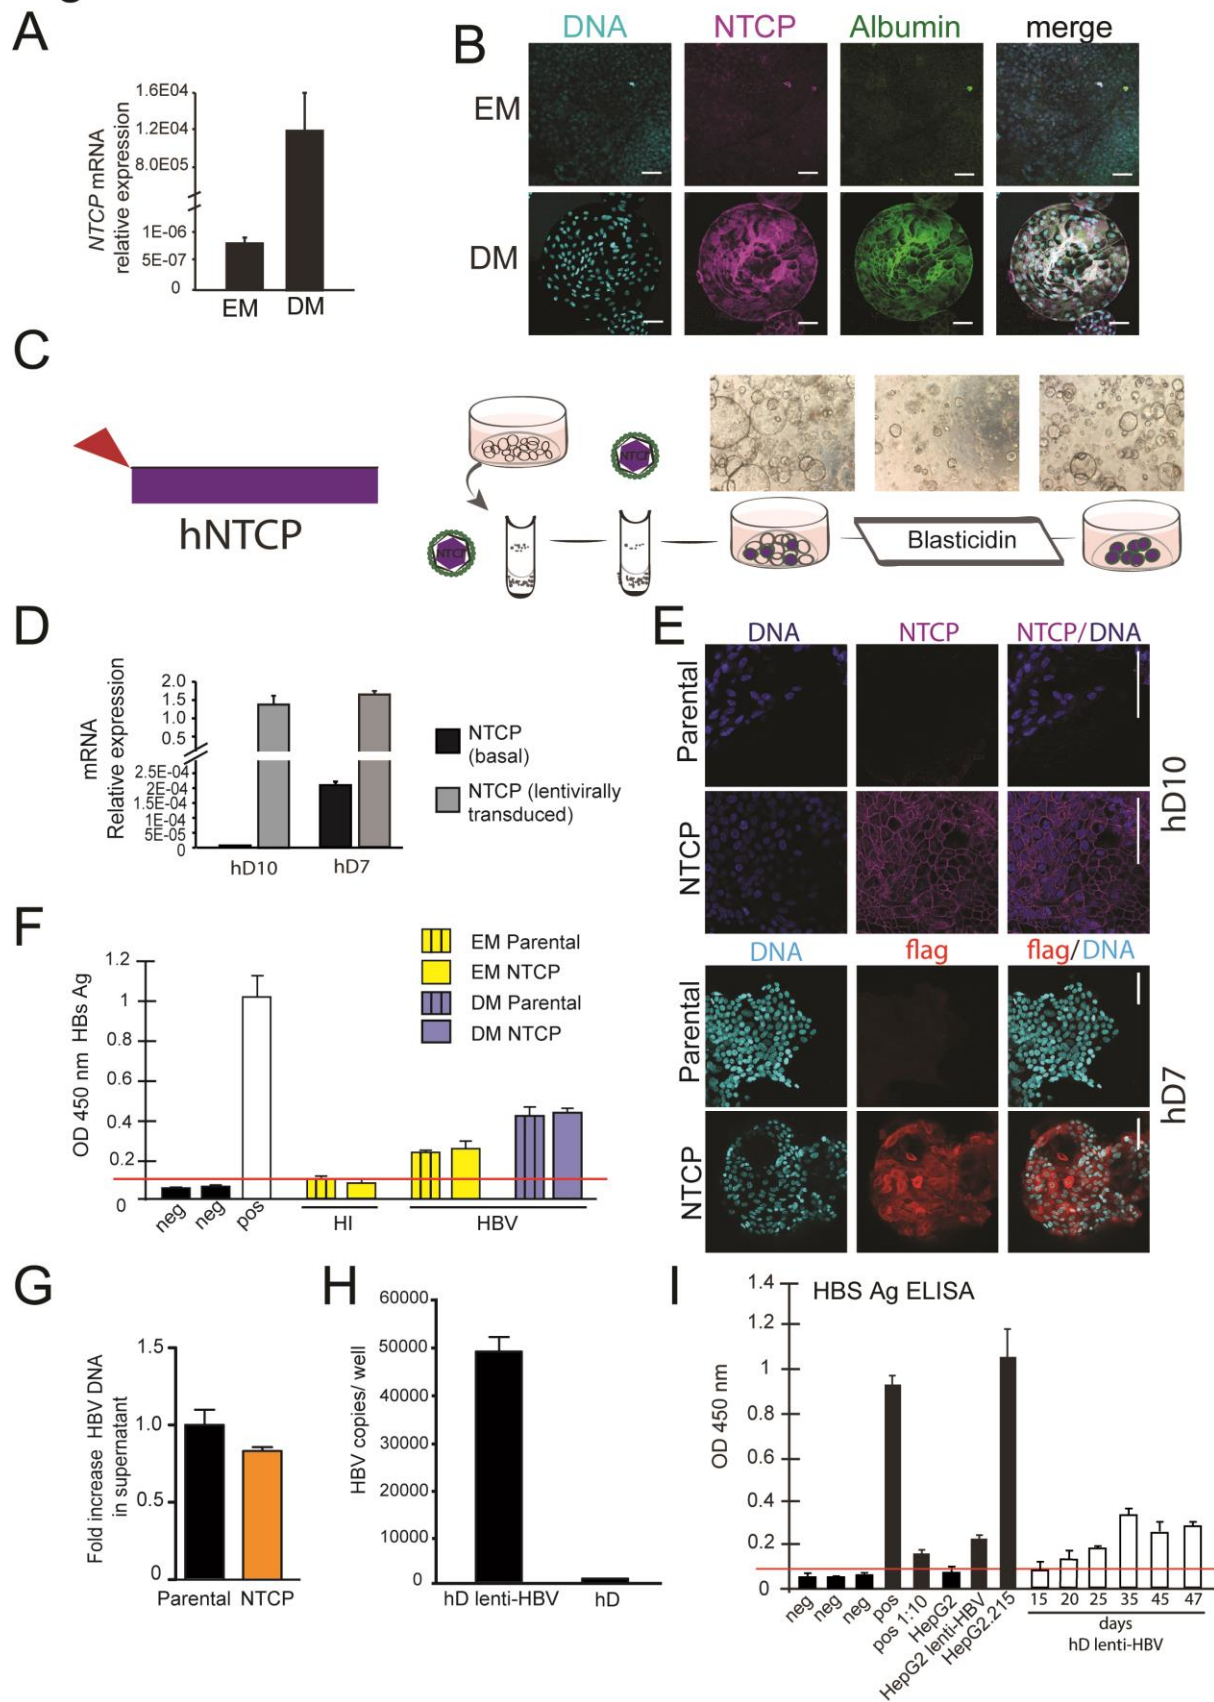 A
NTCP mRNA
relative expression
1.6E04
1.2E04
8.0E05
1E-06
5E-07
0
EM
DM
B
DNA
NTCP
Albumin
merge
EM
DM
C
hNTCP
NTCP
NTCP
Blasticidin
D
mRNA
Relative expression
2.0
1.5
1.0
0.5
2.5E-04
2E-04
1E-04
5E-05
0
hD10
hD7
NTCP
(basal)
NTCP (lentivirally
transduced)
E
DNA
NTCP
NTCP/DNA
Parental
NTCP
hD10
DNA
flag
flag/DNA
Parental
NTCP
hD7
F
OD 450 nm HBs Ag
1.2
1
0.8
0.6
0.4
0.2
0
neg
neg
pos
HI
HBV
EM Parental
EM NTCP
DM Parental
DM NTCP
G
Fold increase HBV DNA
in supernatant
1.5
1.0
0.5
0
Parental
NTCP
H
HBV copies/ well
60000
50000
40000
30000
20000
10000
0
hD lenti-HBV
hD
I
HBS Ag ELISA
OD 450 nm
1.4
1.2
1
0.8
0.6
0.4
0.2
0
neg
neg
neg
pos
pos 1:10
HepG2
HepG2 lenti-HBV
HepG2.215
15
20
25
35
45
47
days
hD lenti-HBV